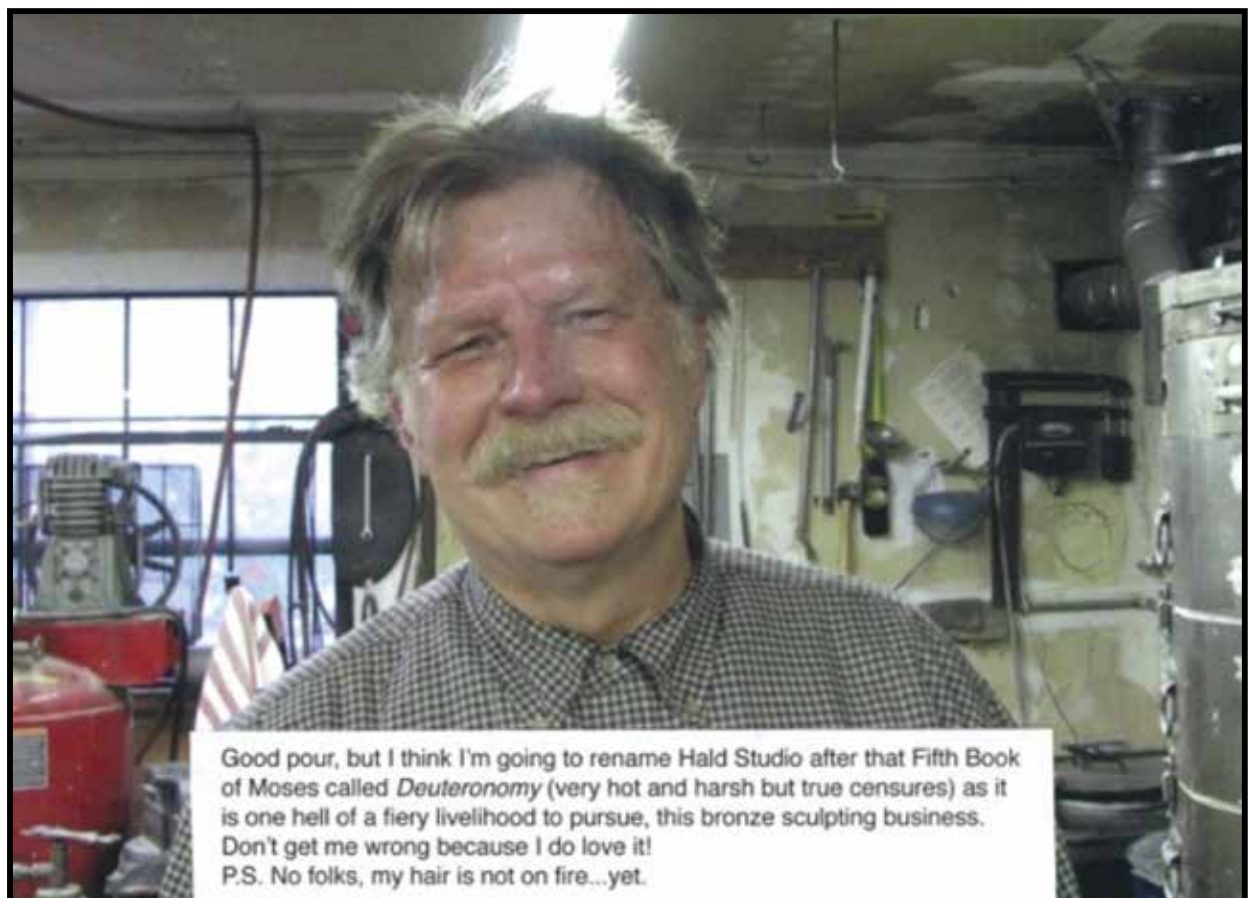 Good pour, but I think I'm going to rename Hald Studio after that Fifth Book
of Moses called Deuteronomy (very hot and harsh but true censures) as it
is one hell of a fiery livelihood to pursue, this bronze sculpting business.
Don't get me wrong because I do love it!
P.S. No folks, my hair is not on fire...yet.